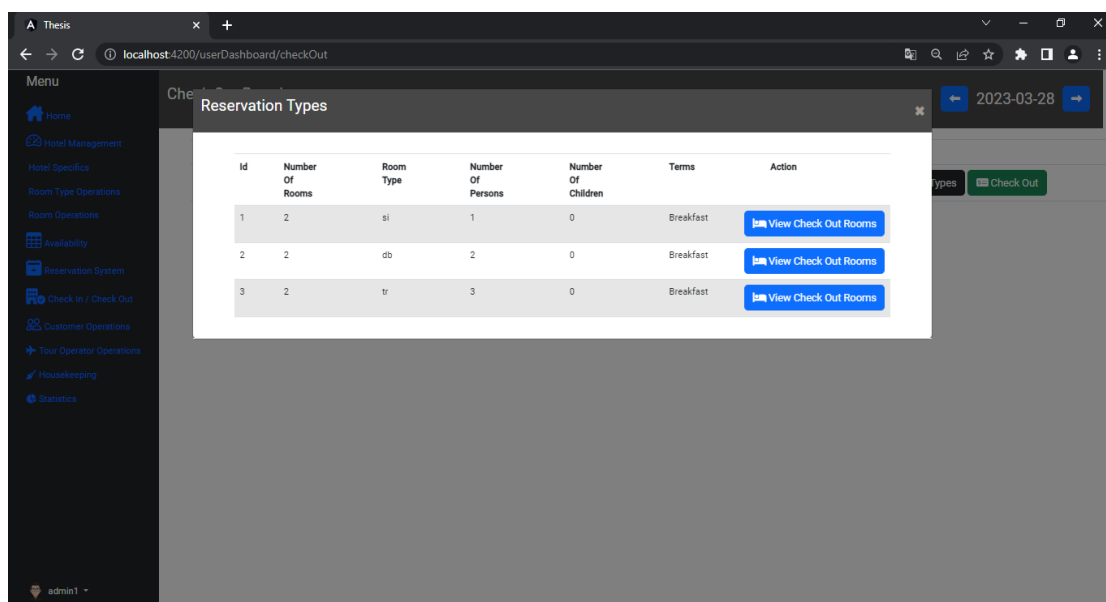 Thesis
localhost:4200/userDashboard/checkOut
Menu
Home
Hotel Management
Hotel Specifics
Room Type Operations
Room Operations
Availability
Reservation System
Check In / Check Out
Customer Operations
Tour Operator Operations
Housekeeping
Statistics
admin1
Che
2023-03-28
Types
Check Out
Reservation Types
Id Number Of Rooms Room Type Number Of Persons Number Of Children Terms Action
1 2 si 1 0 Breakfast View Check Out Rooms
2 2 db 2 0 Breakfast View Check Out Rooms
3 2 tr 3 0 Breakfast View Check Out Rooms